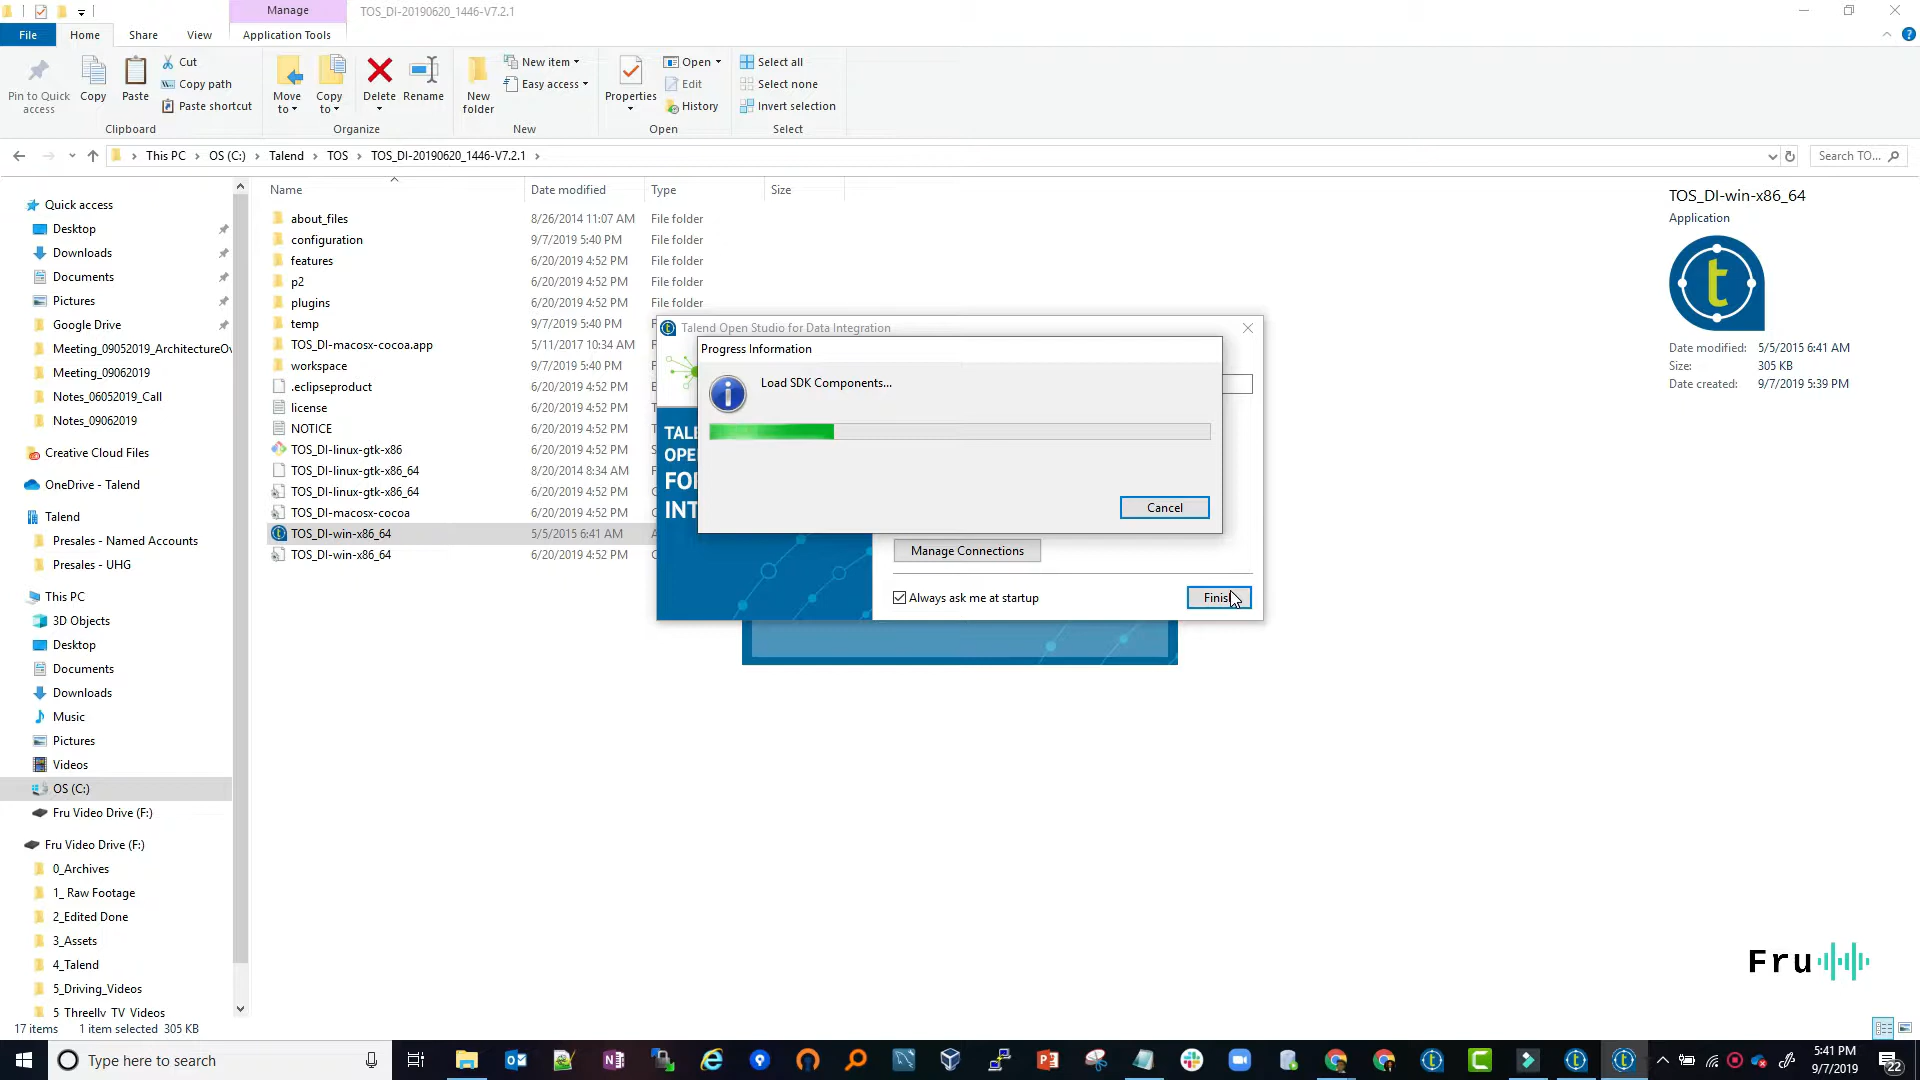 Manage
TOS_DI-20190620_1446-V7.2.1
File
Home
Share
View
Application Tools
Pin to Quick access
Copy
Paste
Cut
Copy path
Paste shortcut
Clipboard
Move to
Copy to
Delete
Rename
Organize
New folder
New item
Easy access
New
Properties
Open
Edit
History
Open
Select all
Select none
Invert selection
Select
This PC > OS (C:) > Talend > TOS > TOS_DI-20190620_1446-V7.2.1 >
Search TO...
Name Date modified Type Size
Quick access
Desktop
Downloads
Documents
Pictures
Google Drive
Meeting_09052019_ArchitectureOv
Meeting_09062019
Notes_06052019_Call
Notes_09062019
Creative Cloud Files
OneDrive - Talend
Talend
Presales - Named Accounts
Presales - UHG
This PC
3D Objects
Desktop
Documents
Downloads
Music
Pictures
Videos
OS (C:)
Fru Video Drive (F:)
Fru Video Drive (F:)
0_Archives
1_ Raw Footage
2_Edited Done
3_Assets
4_Talend
5_Driving_Videos
5_Threelly_TV_Videos
about_files 8/26/2014 11:07 AM File folder
configuration 9/7/2019 5:40 PM File folder
features 6/20/2019 4:52 PM File folder
p2 6/20/2019 4:52 PM File folder
plugins 6/20/2019 4:52 PM File folder
temp 9/7/2019 5:40 PM
TOS_DI-macosx-cocoa.app 5/11/2017 10:34 AM
workspace 9/7/2019 5:40 PM
.eclipseproduct 6/20/2019 4:52 PM
license 6/20/2019 4:52 PM
NOTICE 6/20/2019 4:52 PM
TOS_DI-linux-gtk-x86 6/20/2019 4:52 PM
TOS_DI-linux-gtk-x86_64 8/20/2014 8:34 AM
TOS_DI-linux-gtk-x86_64 6/20/2019 4:52 PM
TOS_DI-macosx-cocoa 6/20/2019 4:52 PM
TOS_DI-win-x86_64 5/5/2015 6:41 AM
TOS_DI-win-x86_64 6/20/2019 4:52 PM
Talend Open Studio for Data Integration
Progress Information
Load SDK Components...
Cancel
TALE
OPE
FO
INT
Manage Connections
Always ask me at startup
Finish
TOS_DI-win-x86_64
Application
t
Date modified: 5/5/2015 6:41 AM
Size: 305 KB
Date created: 9/7/2019 5:39 PM
Fru
17 items 1 item selected 305 KB
Type here to search
5:41 PM
9/7/2019
22